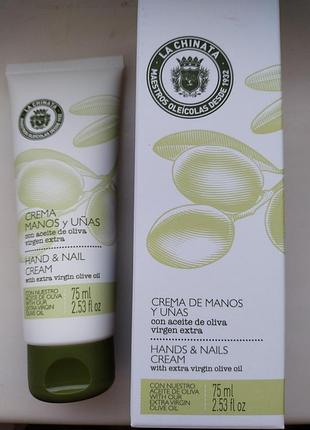 LA CHINATA
MAESTROS OLEÍCOLAS DESDE 1932
CREMA
MANOS y UÑAS
con aceite de oliva
virgen extra
HAND & NAIL
CREAM
with extra virgin olive oil
CON NUESTRO
ACEITE DE OLIVA
WITH OUR
EXTRA VIRGIN
OLIVE OIL
75 ml
2.53 fl oz
LA CHINATA
MAESTROS OLEÍCOLAS DESDE 1932
CREMA DE MANOS
Y UÑAS
con aceite de oliva
virgen extra
HANDS & NAILS
CREAM
with extra virgin olive oil
CON NUESTRO
ACEITE DE OLIVA
WITH OUR
EXTRA VIRGIN
OLIVE OIL
75 ml
2.53 fl oz